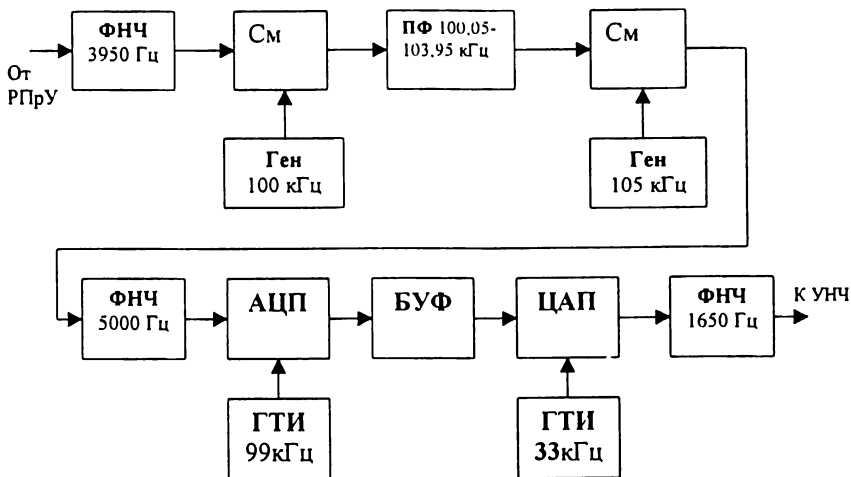 ФНЧ
3950 Гц
См
ПФ 100,05-
103,95 кГц
См
От
РПрУ
Ген
100 кГц
Ген
105 кГц
ФНЧ
5000 Гц
АЦП
БУФ
ЦАП
ФНЧ
1650 Гц
К УНЧ
ГТИ
99кГц
ГТИ
33кГц